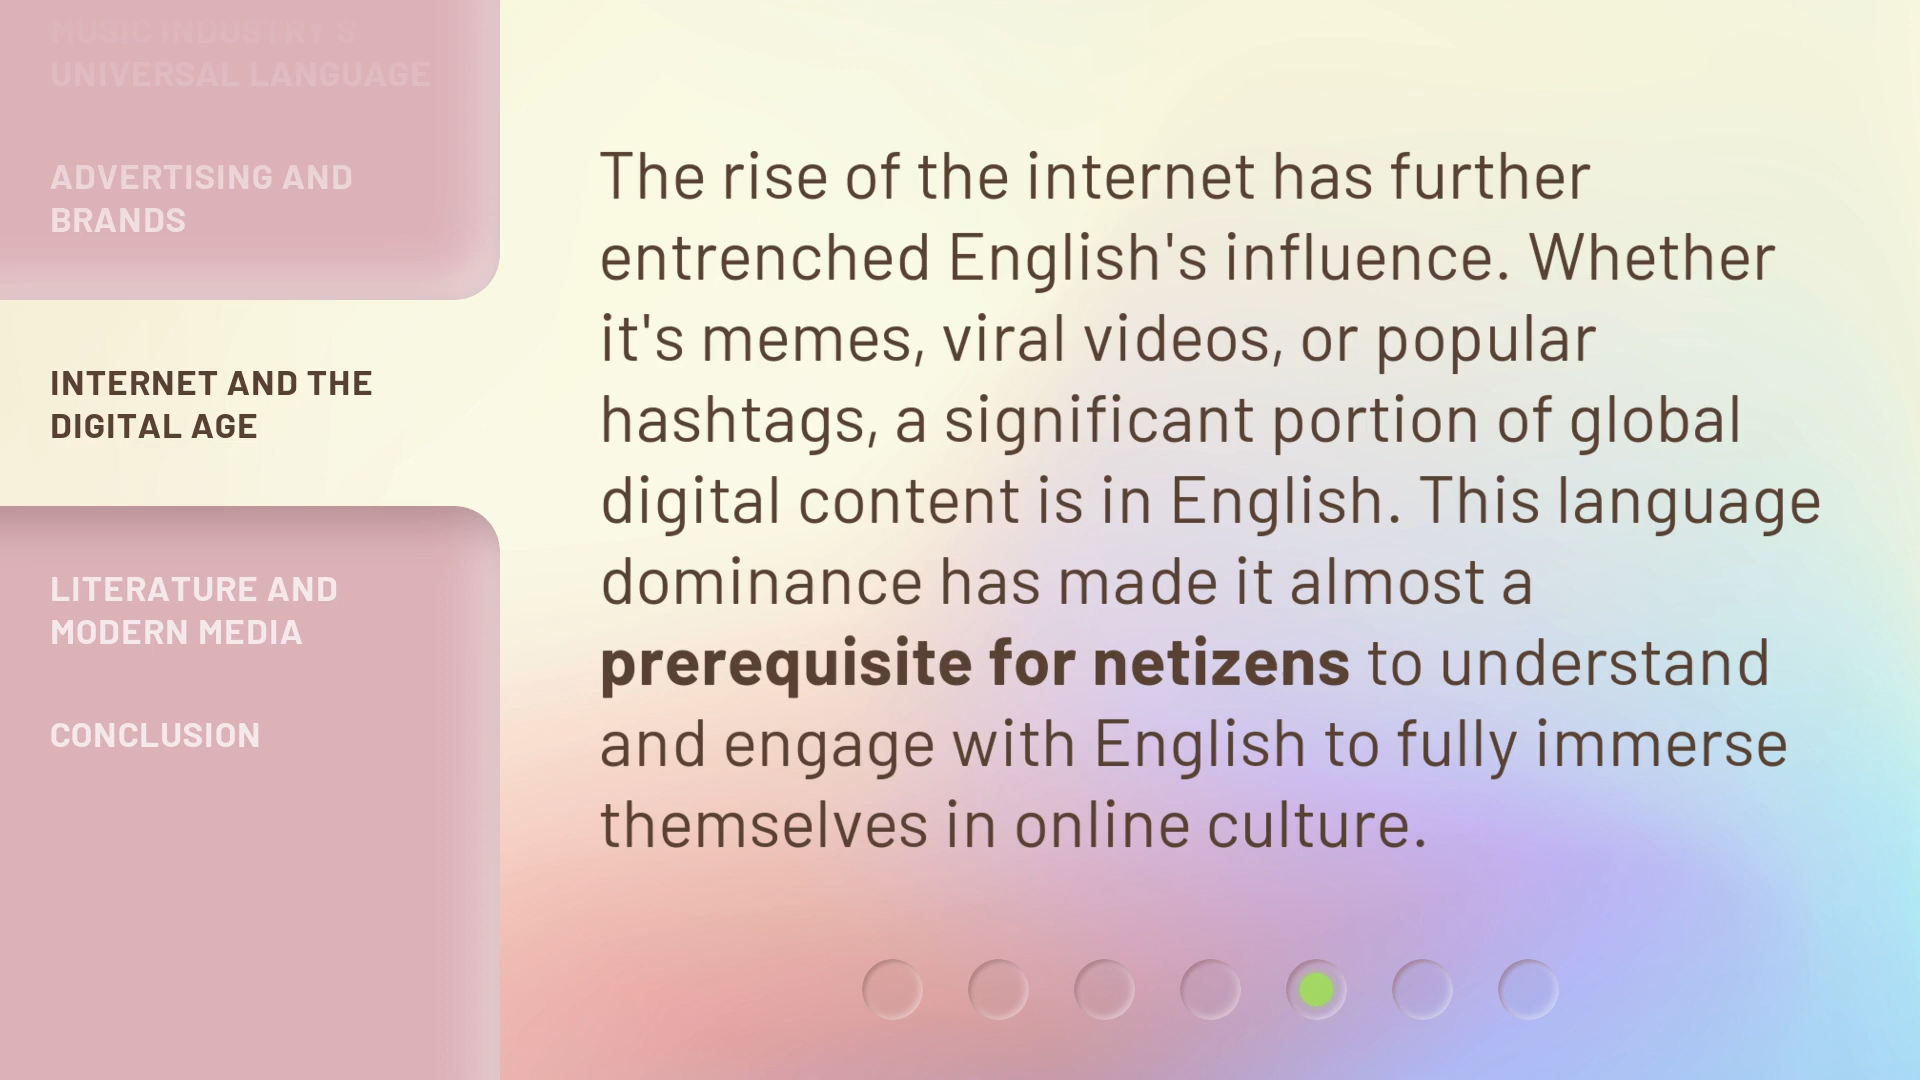 MUSIC INDUSTRY'S
UNIVERSAL LANGUAGE
ADVERTISING AND
BRANDS
INTERNET AND THE
DIGITAL AGE
LITERATURE AND
MODERN MEDIA
CONCLUSION
The rise of the internet has further
entrenched English's influence. Whether
it's memes, viral videos, or popular
hashtags, a significant portion of global
digital content is in English. This language
dominance has made it almost a
prerequisite for netizens to understand
and engage with English to fully immerse
themselves in online culture.